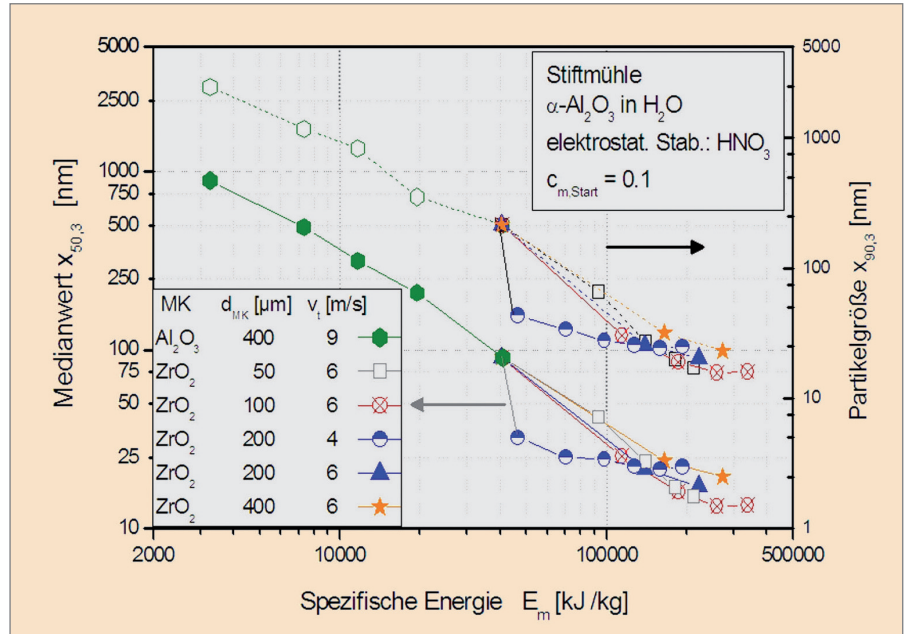 5000
2500
1000
750
500
250
100
75
50
25
10
Medianwert x50,3 [nm]
5000
1000
100
10
1
Partikelgröße x90,3 [nm]
Stiftmühle
α-Al2O3 in H2O
elektrostat. Stab.: HNO3
cm,Start = 0.1
MK dMK [µm] vt [m/s]
Al2O3 400 9
ZrO2 50 6
ZrO2 100 6
ZrO2 200 4
ZrO2 200 6
ZrO2 400 6
2000 10000 100000 500000
Spezifische Energie Em [kJ /kg]